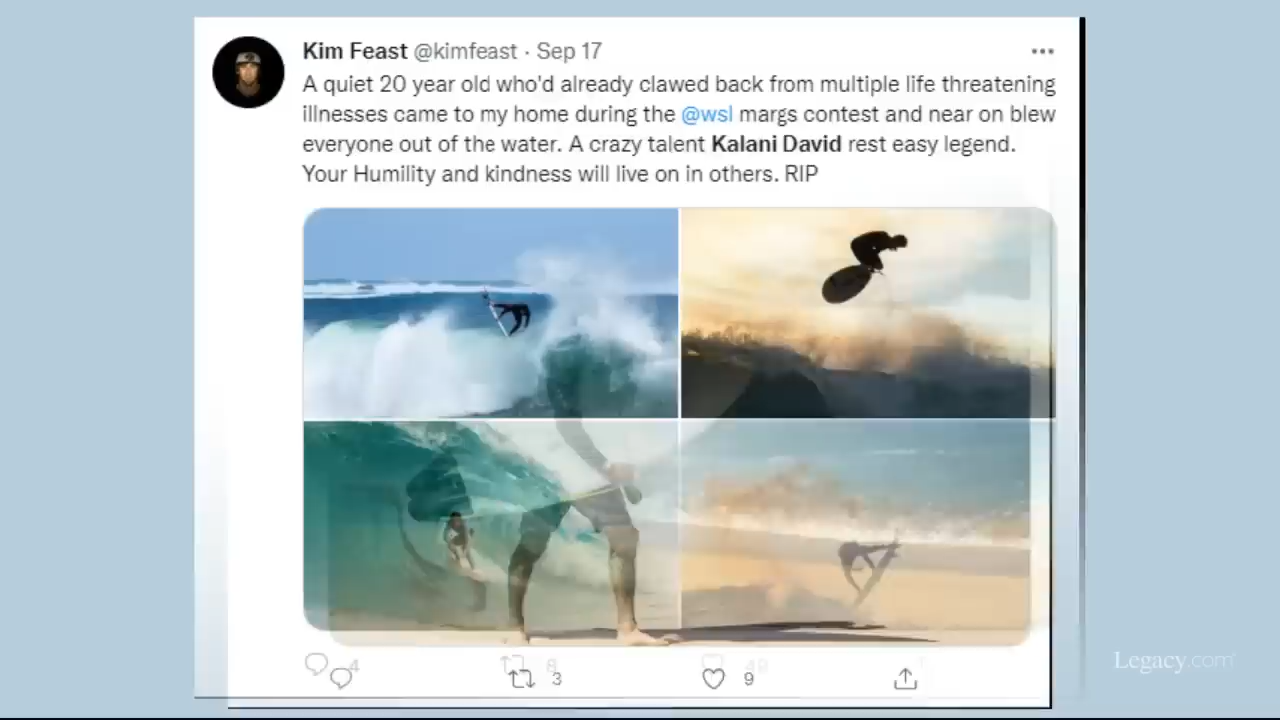 Kim Feast @kimfeast · Sep 17
A quiet 20 year old who'd already clawed back from multiple life threatening
illnesses came to my home during the @wsl margs contest and near on blew
everyone out of the water. A crazy talent Kalani David rest easy legend.
Your Humility and kindness will live on in others. RIP
4 6
3 9
Legacy.com